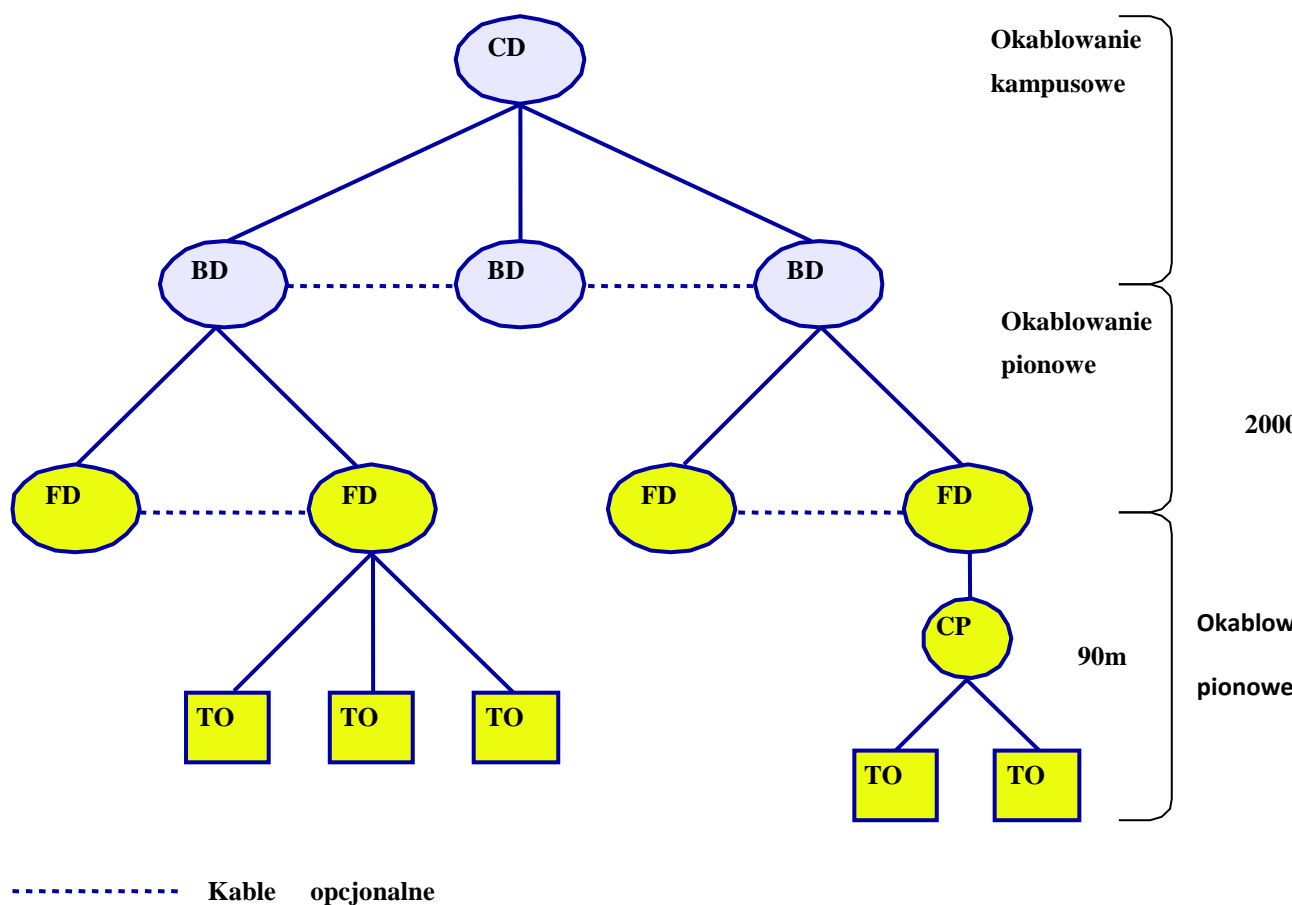 CD
Okablowanie
kampusowe
BD BD BD
Okablowanie
pionowe
FD FD FD FD
CP
90m
pionowe
TO TO TO
TO TO
Kable opcjonalne